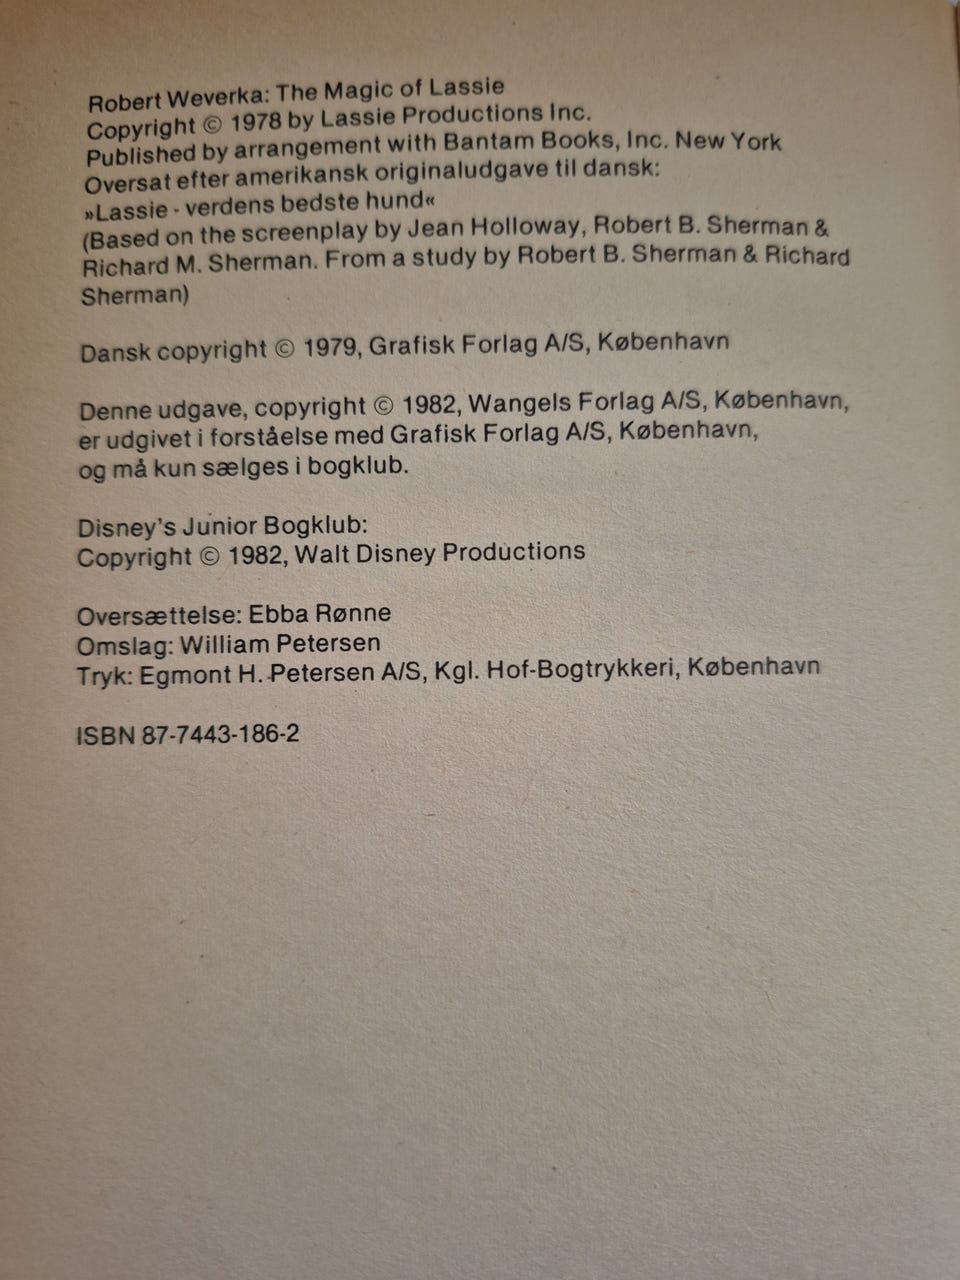 Robert Weverka: The Magic of Lassie
Copyright © 1978 by Lassie Productions Inc.
Published by arrangement with Bantam Books, Inc. New York
Oversat efter amerikansk originaludgave til dansk:
»Lassie - verdens bedste hund«
(Based on the screenplay by Jean Holloway, Robert B. Sherman &
Richard M. Sherman. From a study by Robert B. Sherman & Richard
Sherman)
Dansk copyright © 1979, Grafisk Forlag A/S, København
Denne udgave, copyright © 1982, Wangels Forlag A/S, København,
er udgivet i forståelse med Grafisk Forlag A/S, København,
og må kun sælges i bogklub.
Disney's Junior Bogklub:
Copyright © 1982, Walt Disney Productions
Oversættelse: Ebba Rønne
Omslag: William Petersen
Tryk: Egmont H. Petersen A/S, Kgl. Hof-Bogtrykkeri, København
ISBN 87-7443-186-2